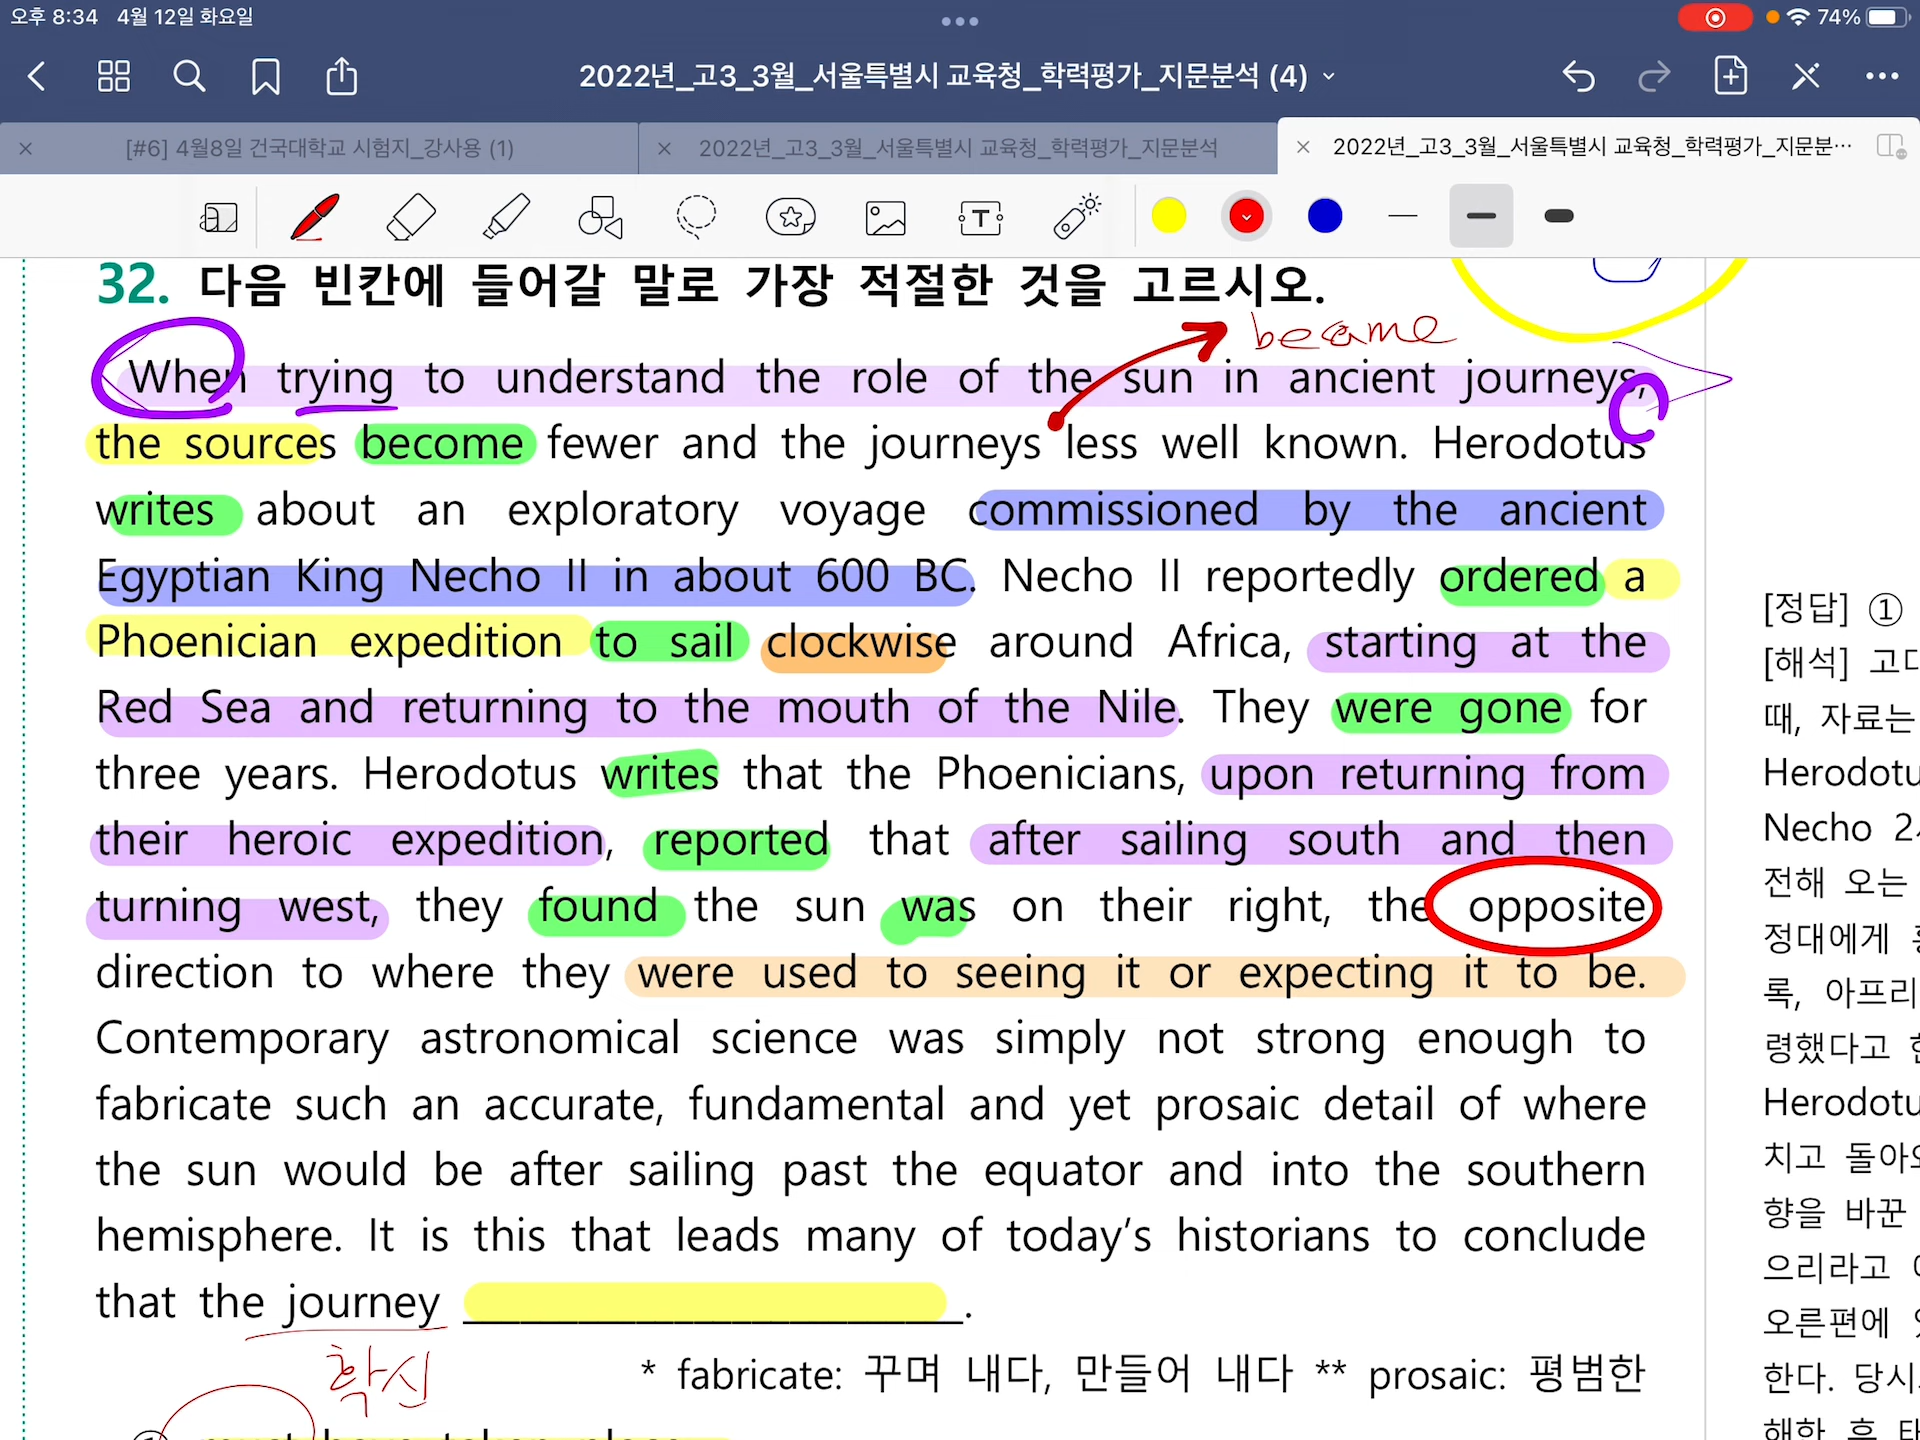 오후 8:34 4월 12일 화요일
74%
2022년_고3_3월_서울특별시 교육청_학력평가_지문분석 (4)
[#6] 4월8일 건국대학교 시험지_강사용 (1)
2022년_고3_3월_서울특별시 교육청_학력평가_지문분석
2022년_고3_3월_서울특별시 교육청_학력평가_지문분…
32. 다음 빈칸에 들어갈 말로 가장 적절한 것을 고르시오.
became
When trying to understand the role of the sun in ancient journeys,
the sources become fewer and the journeys less well known. Herodotus
writes about an exploratory voyage commissioned by the ancient
Egyptian King Necho II in about 600 BC. Necho II reportedly ordered a
Phoenician expedition to sail clockwise around Africa, starting at the
Red Sea and returning to the mouth of the Nile. They were gone for
three years. Herodotus writes that the Phoenicians, upon returning from
their heroic expedition, reported that after sailing south and then
turning west, they found the sun was on their right, the opposite
direction to where they were used to seeing it or expecting it to be.
Contemporary astronomical science was simply not strong enough to
fabricate such an accurate, fundamental and yet prosaic detail of where
the sun would be after sailing past the equator and into the southern
hemisphere. It is this that leads many of today's historians to conclude
that the journey ____________________.
확신
* fabricate: 꾸며 내다, 만들어 내다 ** prosaic: 평범한
① must have taken place
[정답] ①
[해석] 고대
때, 자료는
Herodotu
Necho 2
전해 오는
정대에게
록, 아프리
령했다고
Herodotu
치고 돌아오
향을 바꾼
으리라고
오른편에
한다. 당시
해한 후